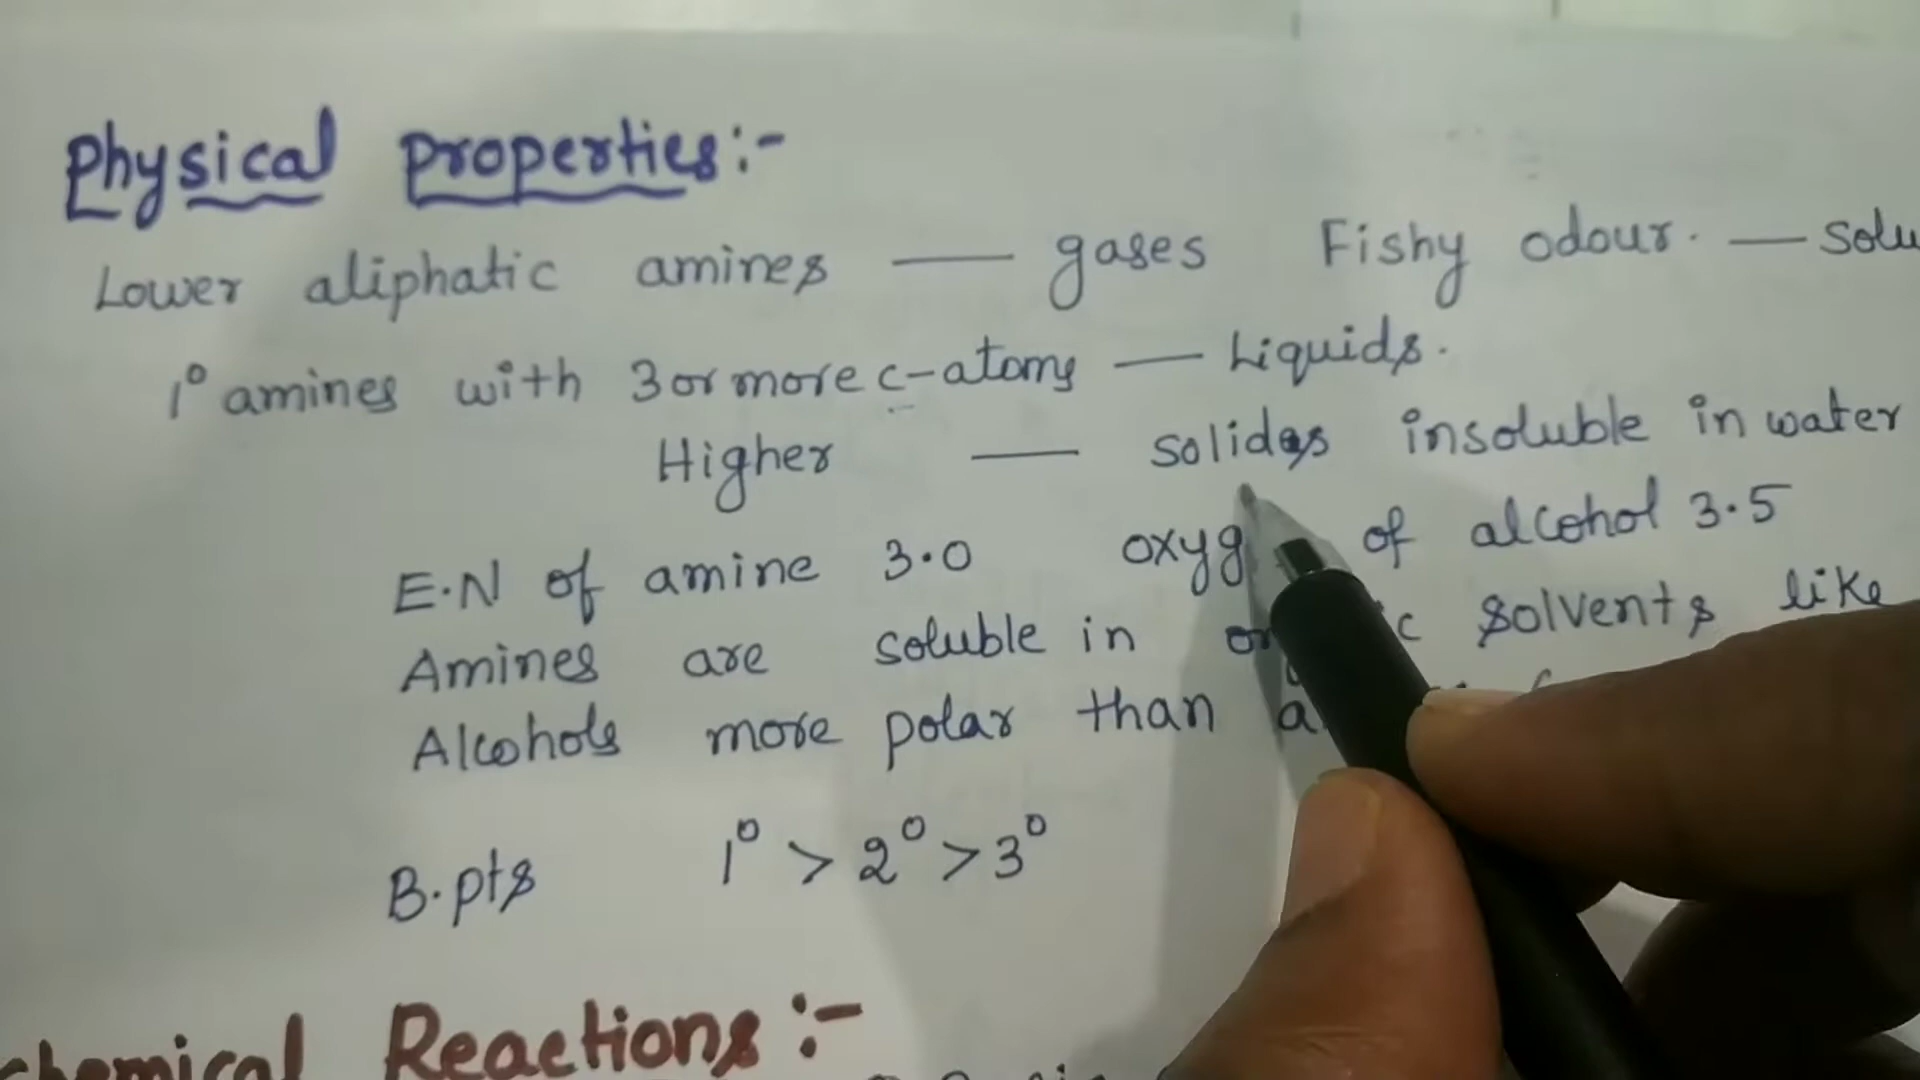 Physical properties:-
Lower aliphatic amines — gases Fishy odour. — solu
1° amines with 3 or more c-atoms — Liquids.
Higher — solids insoluble in water
E.N of amine 3.0 oxyg of alcohol 3.5
Amines are soluble in solvents like
Alcohols more polar than
B.pts 1° > 2° > 3°
chemical Reactions :-